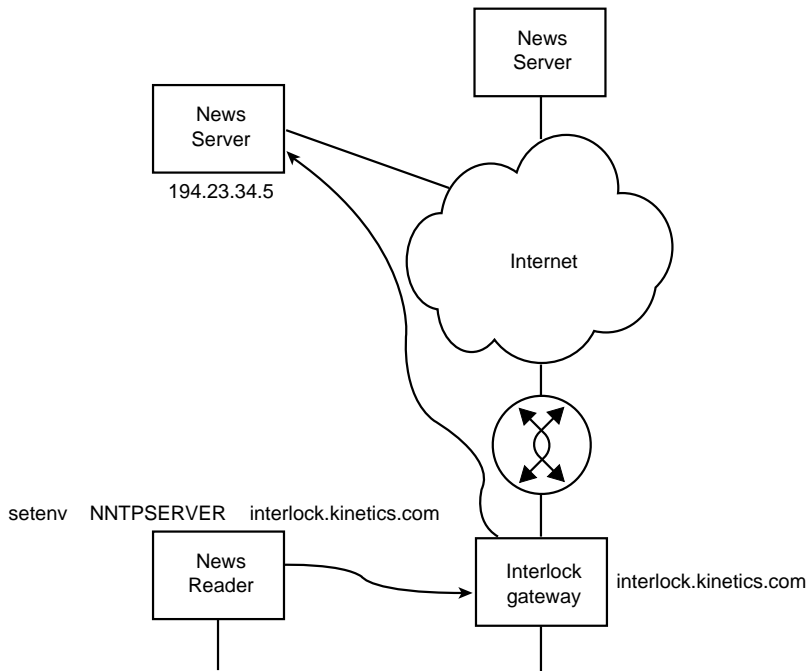 News
Server
News
Server
194.23.34.5
Internet
setenv NNTPSERVER interlock.kinetics.com
News
Reader
Interlock
gateway
interlock.kinetics.com